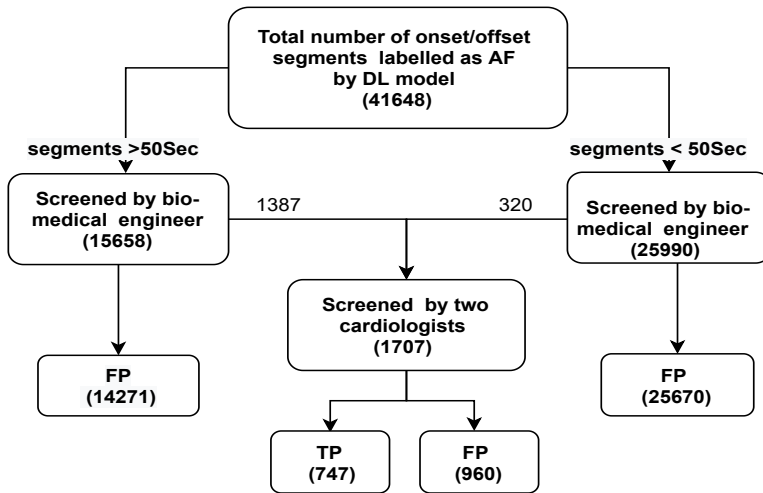 Total number of onset/offset
segments labelled as AF
by DL model
(41648)
segments >50Sec
segments < 50Sec
Screened by bio-
medical engineer
(15658)
1387
320
Screened by bio-
medical engineer
(25990)
Screened by two
cardiologists
(1707)
FP
(14271)
FP
(25670)
TP
(747)
FP
(960)